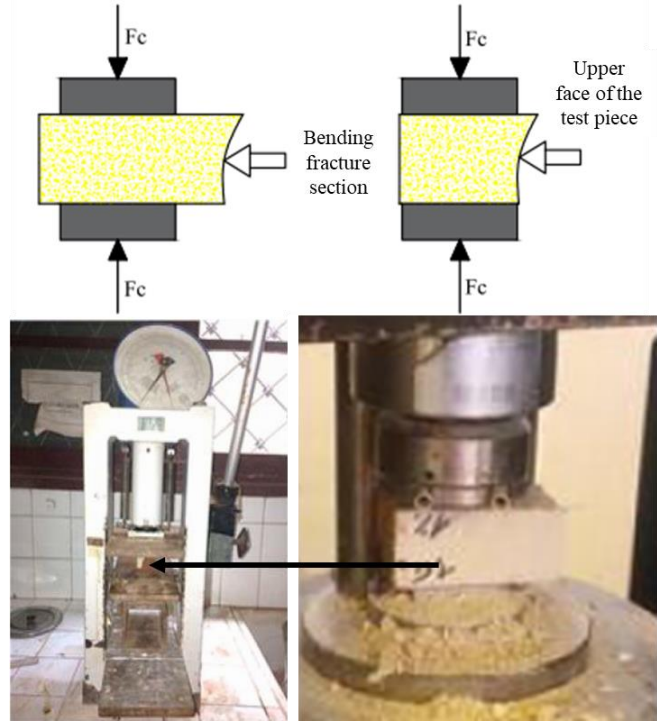 Fc
Fc
Upper
face of the
test piece
Bending
fracture
section
Fc
Fc